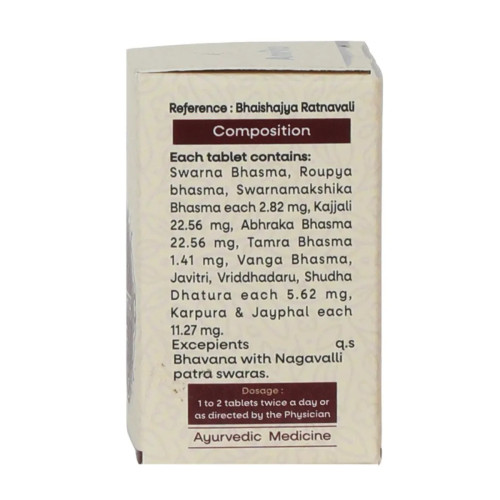 Reference : Bhaishajya Ratnavali
Composition
Each tablet contains:
Swarna Bhasma, Roupya
bhasma, Swarnamakshika
Bhasma each 2.82 mg, Kajjali
22.56 mg, Abhraka Bhasma
22.56 mg, Tamra Bhasma
1.41 mg, Vanga Bhasma,
Javitri, Vriddhadaru, Shudha
Dhatura each 5.62 mg,
Karpura & Jayphal each
11.27 mg.
Excepients q.s
Bhavana with Nagavalli
patra swaras.
Dosage :
1 to 2 tablets twice a day or
as directed by the Physician
Ayurvedic Medicine